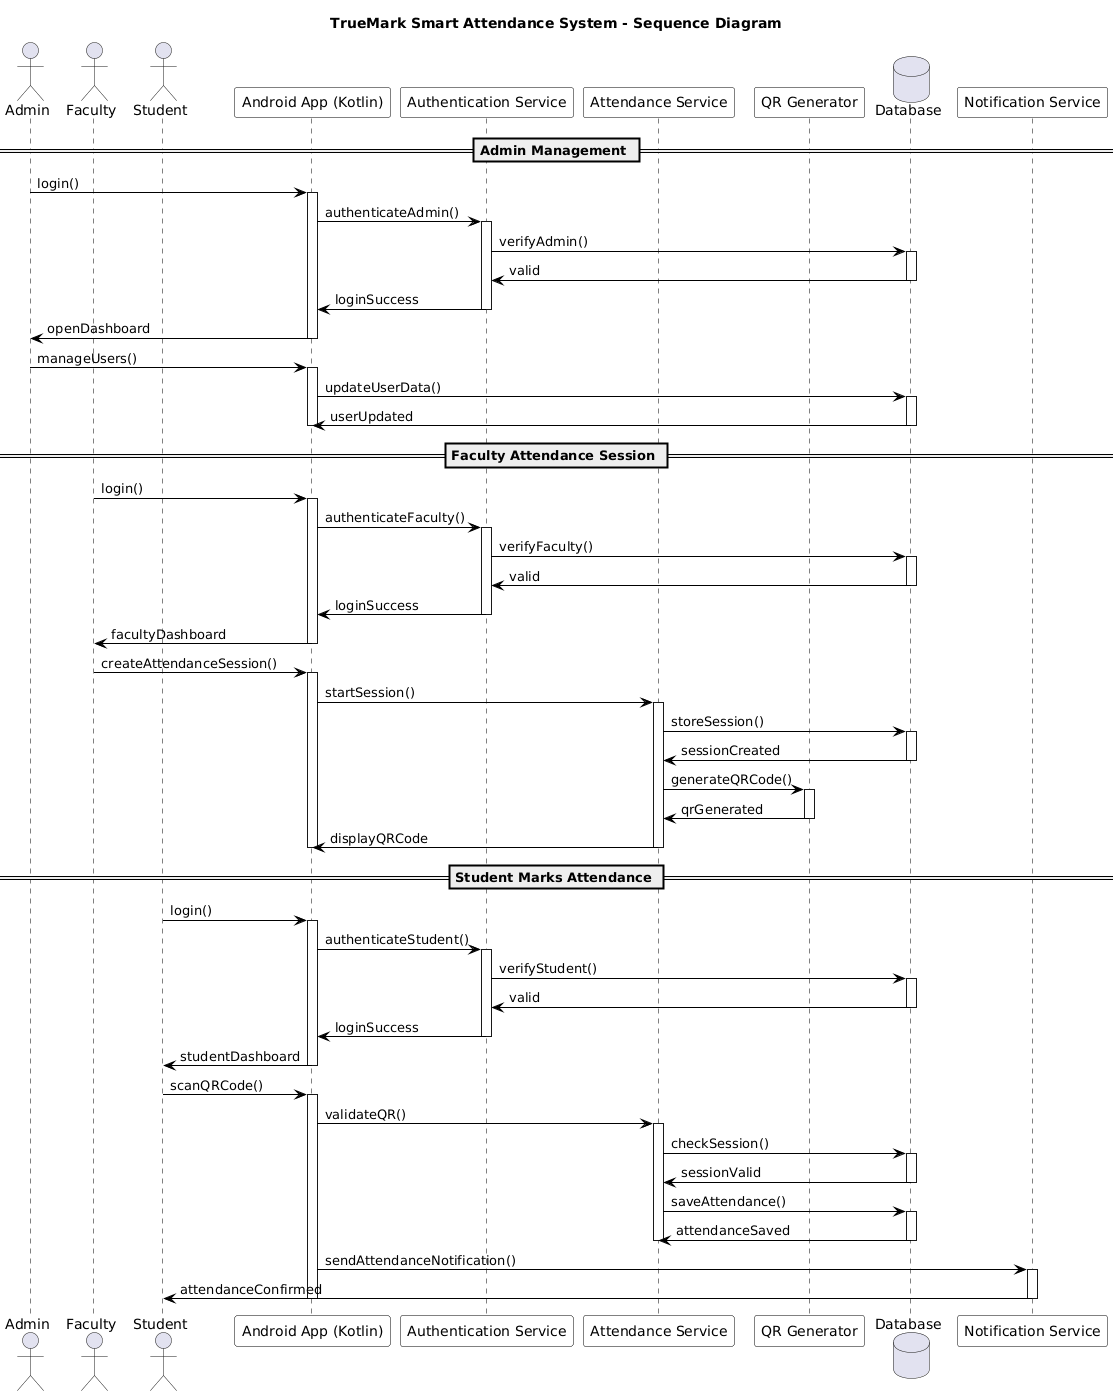 TrueMark Smart Attendance System - Sequence Diagram
Admin
Faculty
Student
Android App (Kotlin)
Authentication Service
Attendance Service
QR Generator
Database
Notification Service
Admin Management
login()
authenticateAdmin()
verifyAdmin()
valid
loginSuccess
openDashboard
manageUsers()
updateUserData()
userUpdated
Faculty Attendance Session
login()
authenticateFaculty()
verifyFaculty()
valid
loginSuccess
facultyDashboard
createAttendanceSession()
startSession()
storeSession()
sessionCreated
generateQRCode()
qrGenerated
displayQRCode
Student Marks Attendance
login()
authenticateStudent()
verifyStudent()
valid
loginSuccess
studentDashboard
scanQRCode()
validateQR()
checkSession()
sessionValid
saveAttendance()
attendanceSaved
sendAttendanceNotification()
attendanceConfirmed
Admin
Faculty
Student
Android App (Kotlin)
Authentication Service
Attendance Service
QR Generator
Database
Notification Service